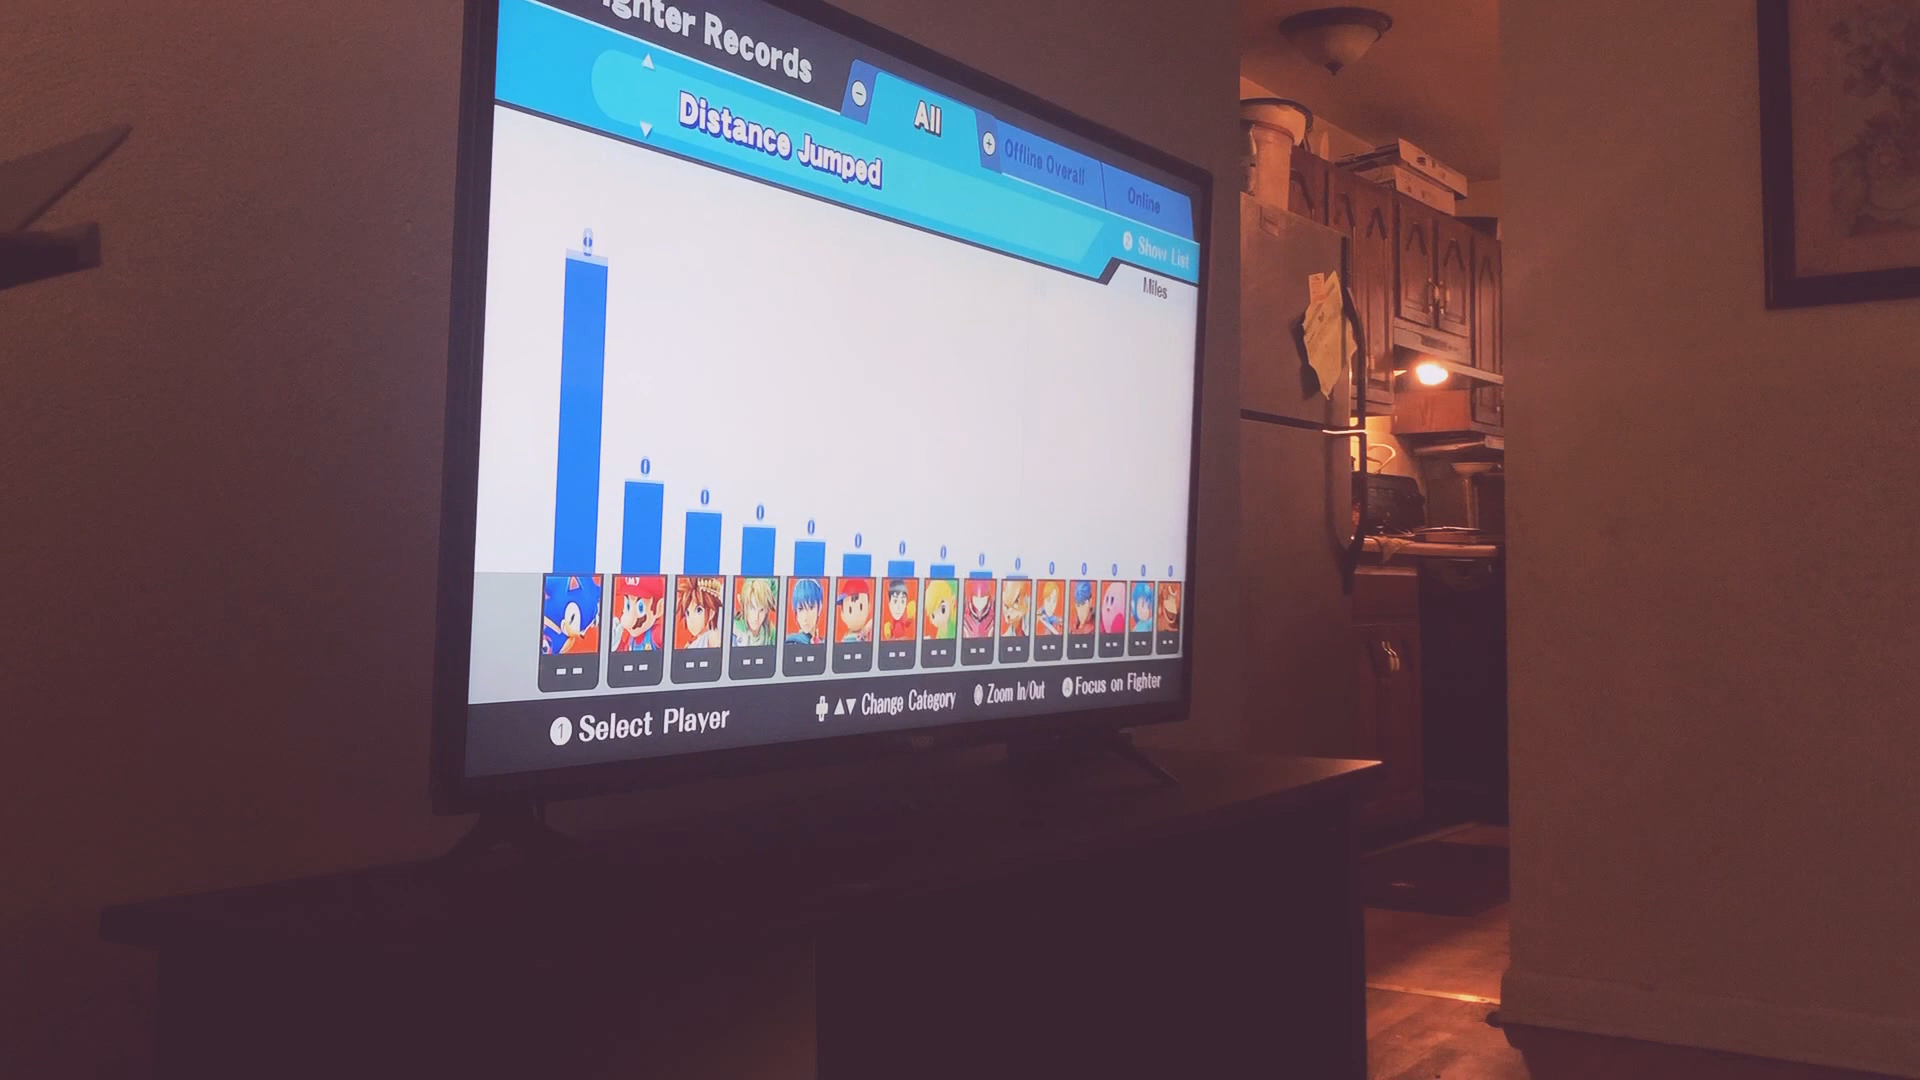 ighter Records
All
Offline Overall
Online
Distance Jumped
Show List
Miles
0
0
0
0
0
0
0
0
0
0
0
0
0
0
-- -- -- -- -- -- -- -- -- -- -- -- -- -- --
1 Select Player
Change Category
Zoom In/Out
Focus on Fighter